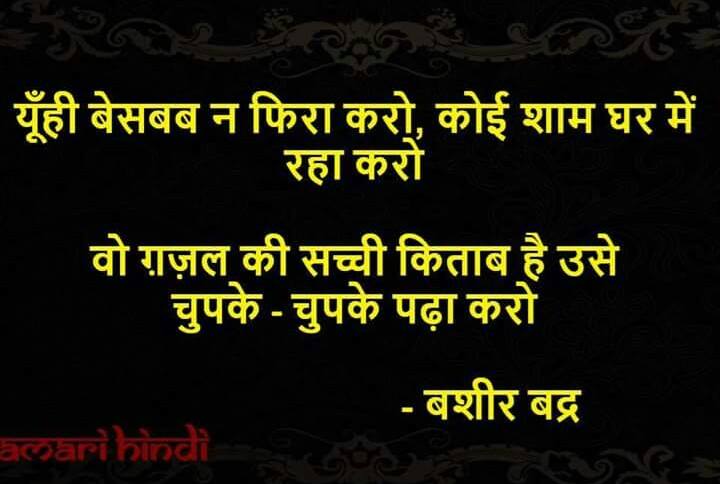 यूँही बेसबब न फिरा करो, कोई शाम घर में
रहा करो
वो ग़ज़ल की सच्ची किताब है उसे
चुपके - चुपके पढ़ा करो
- बशीर बद्र
amari hindi